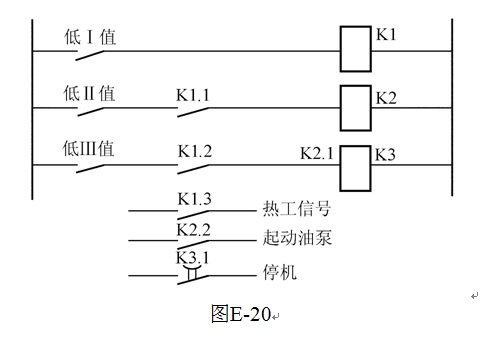 低Ⅰ值 K1
低Ⅱ值 K1.1 K2
低Ⅲ值 K1.2 K2.1 K3
K1.3 热工信号
K2.2 起动油泵
K3.1 停机
图E-20